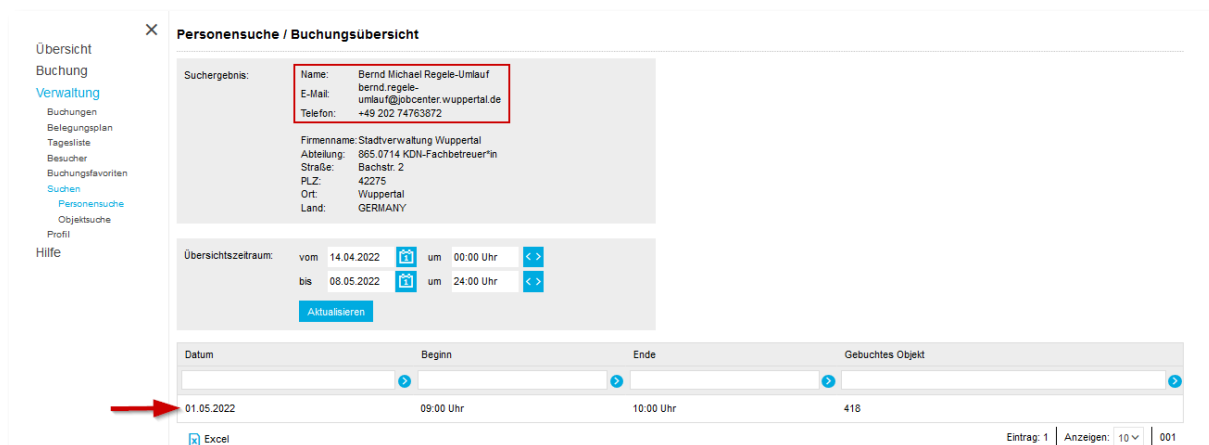 Übersicht
Buchung
Verwaltung
Buchungen
Belegungsplan
Tagesliste
Besucher
Buchungsfavoriten
Suchen
Personensuche
Objektsuche
Profil
Hilfe
Personensuche / Buchungsübersicht
Suchergebnis:
Name: Bernd Michael Regele-Umlauf
E-Mail: bernd.regele-
umlauf@jobcenter.wuppertal.de
Telefon: +49 202 74763872
Firmenname: Stadtverwaltung Wuppertal
Abteilung: 865.0714 KDN-Fachbetreuer*in
Straße: Bachstr. 2
PLZ: 42275
Ort: Wuppertal
Land: GERMANY
Übersichtszeitraum: vom 14.04.2022 um 00:00 Uhr
bis 08.05.2022 um 24:00 Uhr
Aktualisieren
Datum Beginn Ende Gebuchtes Objekt
01.05.2022 09:00 Uhr 10:00 Uhr 418
Excel Eintrag: 1 Anzeigen: 10 001